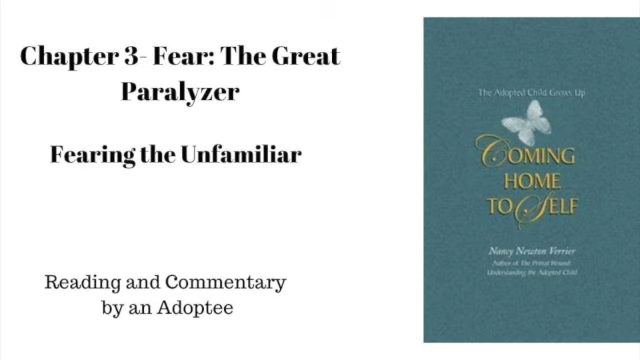 Chapter 3- Fear: The Great
Paralyzer
Fearing the Unfamiliar
Reading and Commentary
by an Adoptee
The Adopted Child Grows Up
COMING
HOME
TO SELF
Nancy Newton Verrier
Author of The Primal Wound:
Understanding the Adopted Child